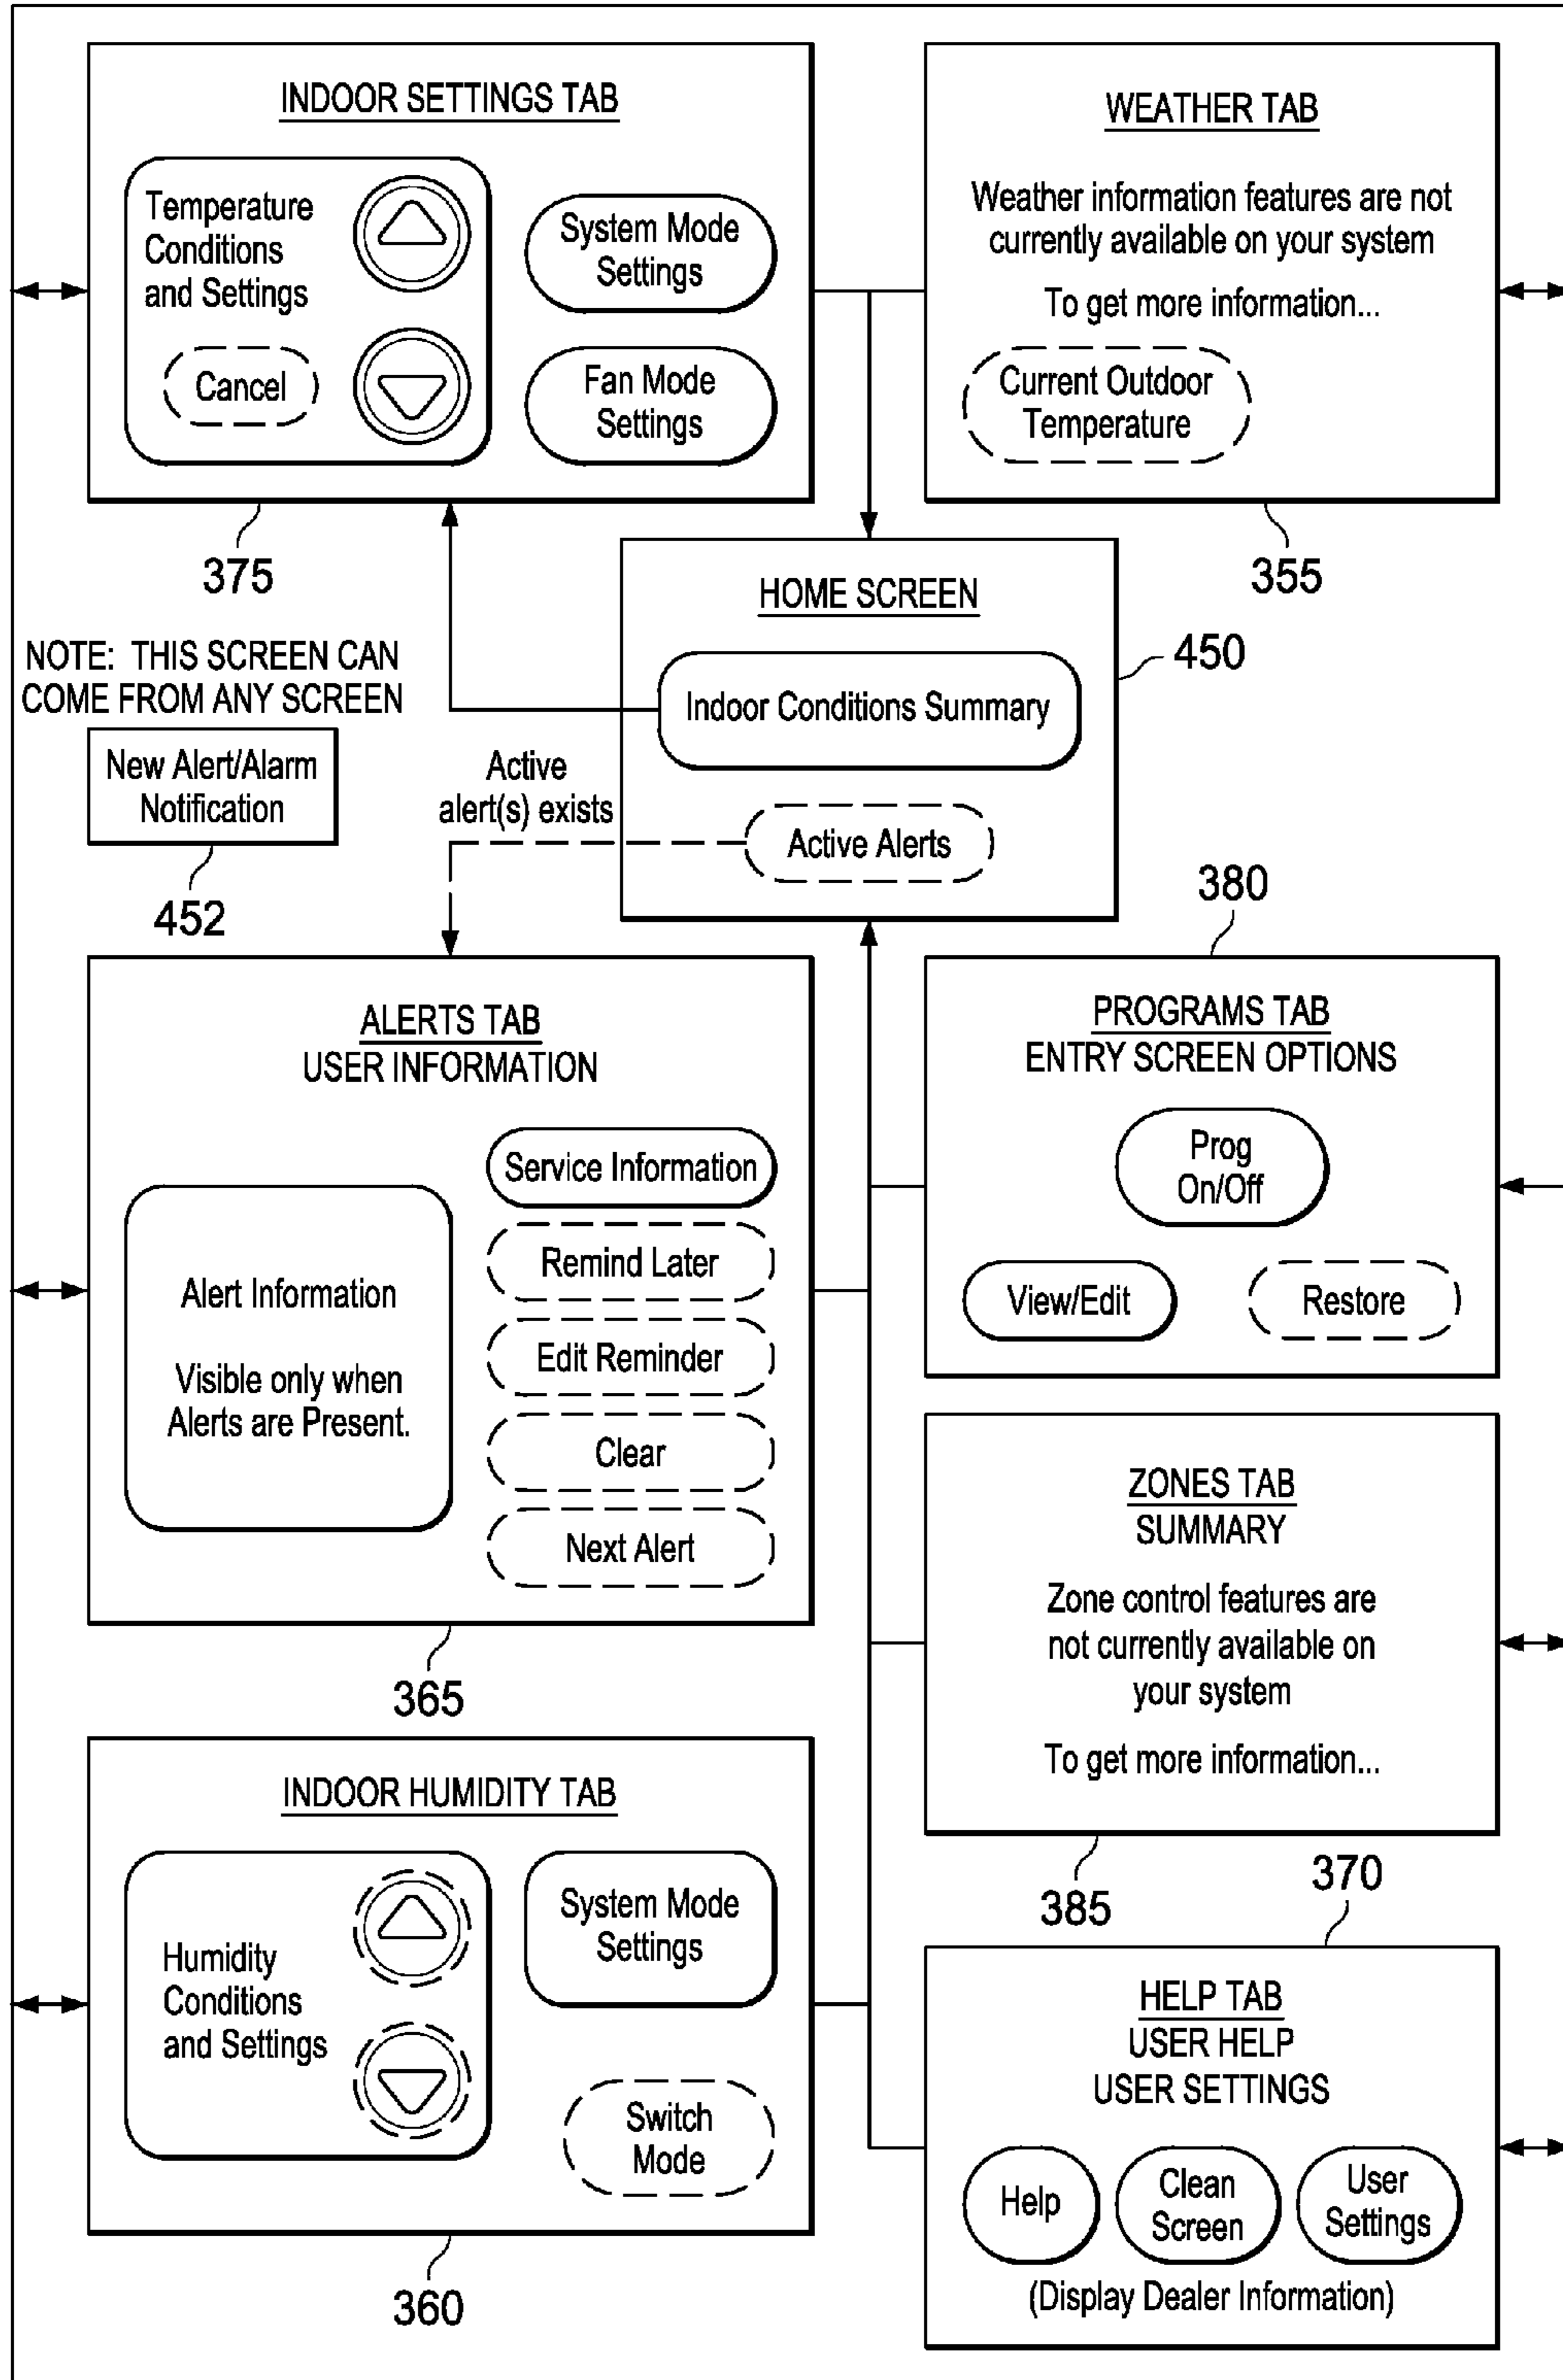 INDOOR SETTINGS TAB
Temperature
Conditions
and Settings
Cancel
System Mode
Settings
Fan Mode
Settings
375
WEATHER TAB
Weather information features are not
currently available on your system
To get more information...
Current Outdoor
Temperature
355
HOME SCREEN
Indoor Conditions Summary
Active Alerts
450
NOTE: THIS SCREEN CAN
COME FROM ANY SCREEN
New Alert/Alarm
Notification
452
Active
alert(s) exists
ALERTS TAB
USER INFORMATION
Alert Information
Visible only when
Alerts are Present.
Service Information
Remind Later
Edit Reminder
Clear
Next Alert
365
380
PROGRAMS TAB
ENTRY SCREEN OPTIONS
Prog
On/Off
View/Edit
Restore
ZONES TAB
SUMMARY
Zone control features are
not currently available on
your system
To get more information...
385
INDOOR HUMIDITY TAB
Humidity
Conditions
and Settings
System Mode
Settings
Switch
Mode
360
370
HELP TAB
USER HELP
USER SETTINGS
Help
Clean
Screen
User
Settings
(Display Dealer Information)